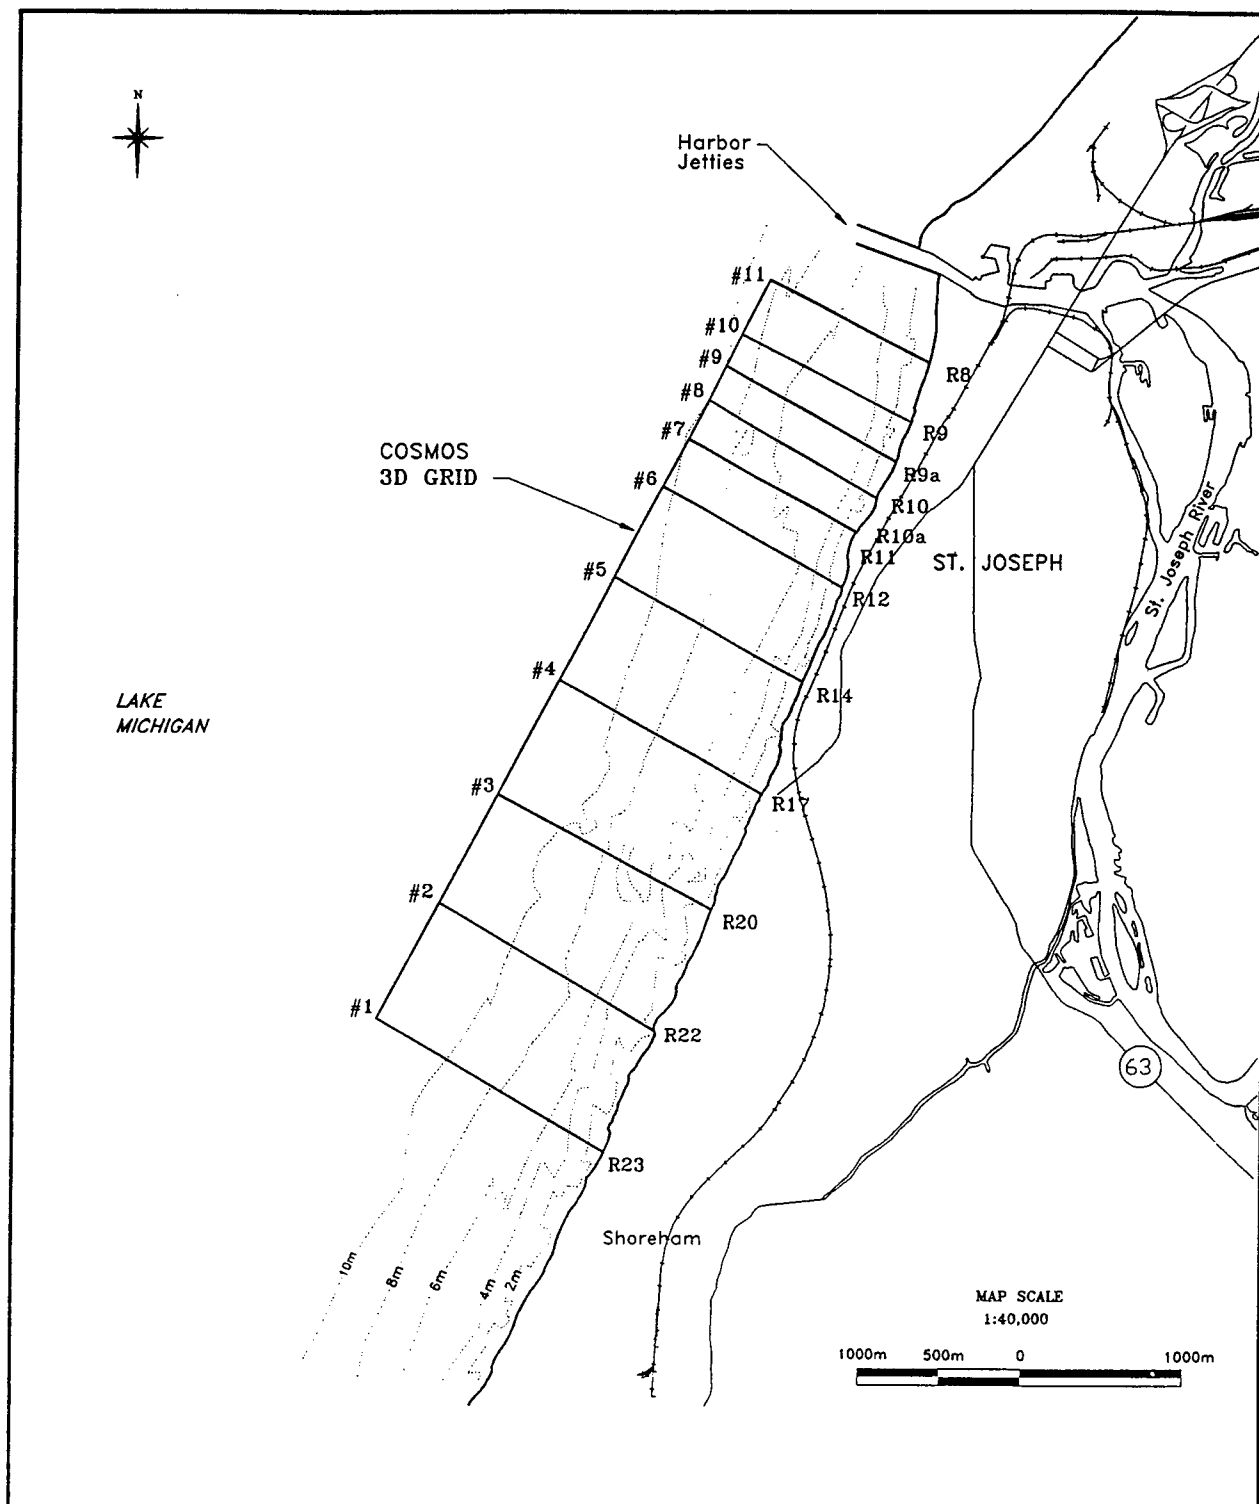 N
Harbor
Jetties
#11
#10
#9
#8
#7
#6
#5
#4
#3
#2
#1
COSMOS
3D GRID
R8
R9
R9a
R10
R10a
R11
R12
R14
R17
R20
R22
R23
ST. JOSEPH
St. Joseph River
LAKE
MICHIGAN
63
Shoreham
10m
8m
6m
4m
2m
MAP SCALE
1:40,000
1000m 500m 0 1000m